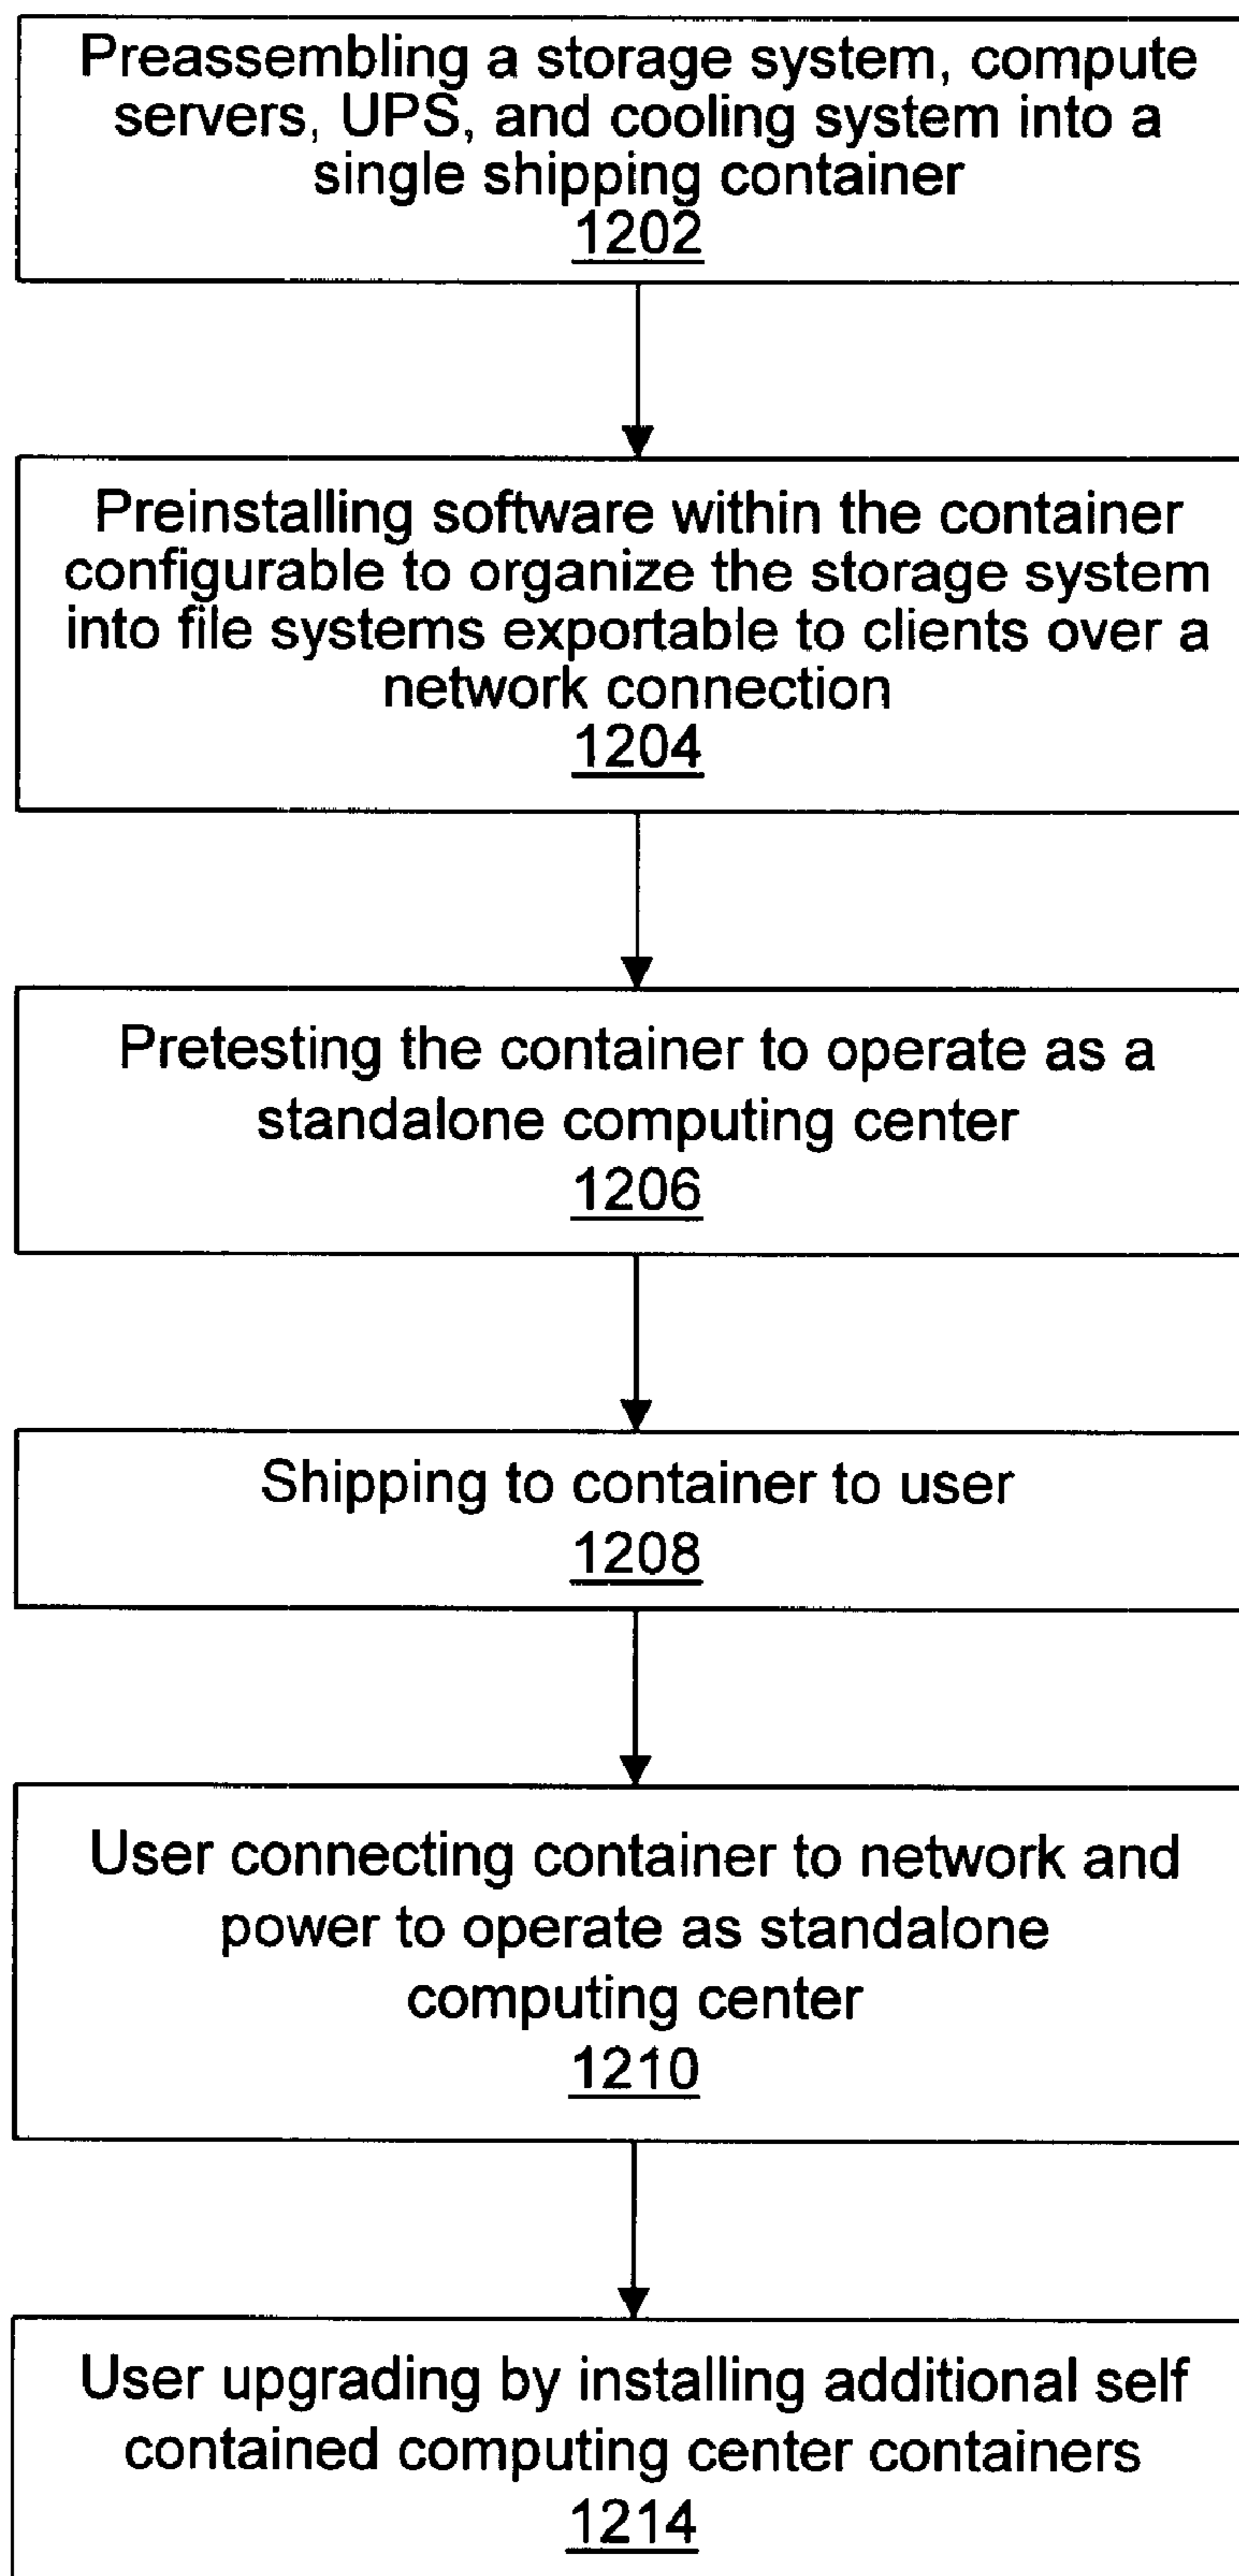 Preassembling a storage system, compute
servers, UPS, and cooling system into a
single shipping container
1202
Preinstalling software within the container
configurable to organize the storage system
into file systems exportable to clients over a
network connection
1204
Pretesting the container to operate as a
standalone computing center
1206
Shipping to container to user
1208
User connecting container to network and
power to operate as standalone
computing center
1210
User upgrading by installing additional self
contained computing center containers
1214